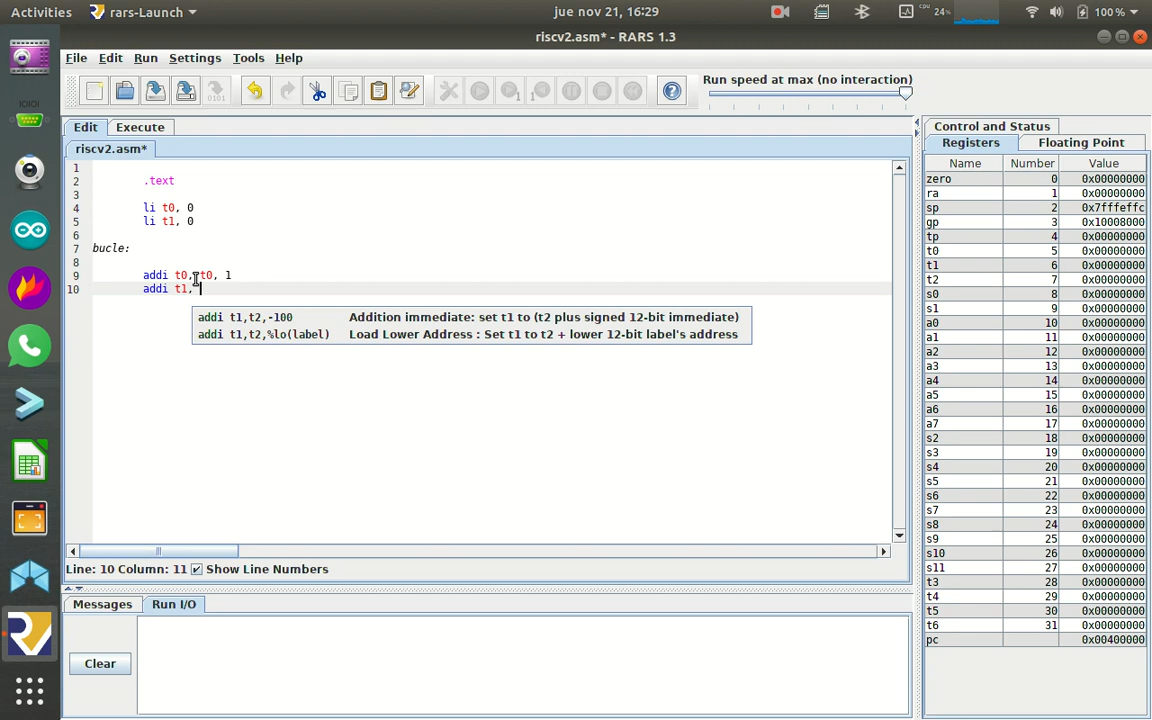 Activities rars-Launch jue nov 21, 16:29 cpu 24% 100%
riscv2.asm* - RARS 1.3
File Edit Run Settings Tools Help
Run speed at max (no interaction)
Edit Execute
riscv2.asm*
1
2 .text
3
4 li t0, 0
5 li t1, 0
6
7 bucle:
8
9 addi t0, t0, 1
10 addi t1,
addi t1,t2,-100 Addition immediate: set t1 to (t2 plus signed 12-bit immediate)
addi t1,t2,%lo(label) Load Lower Address : Set t1 to t2 + lower 12-bit label's address
Line: 10 Column: 11 Show Line Numbers
Messages Run I/O
Clear
Control and Status
Registers Floating Point
Name Number Value
zero 0 0x00000000
ra 1 0x00000000
sp 2 0x7fffeffc
gp 3 0x10008000
tp 4 0x00000000
t0 5 0x00000000
t1 6 0x00000000
t2 7 0x00000000
s0 8 0x00000000
s1 9 0x00000000
a0 10 0x00000000
a1 11 0x00000000
a2 12 0x00000000
a3 13 0x00000000
a4 14 0x00000000
a5 15 0x00000000
a6 16 0x00000000
a7 17 0x00000000
s2 18 0x00000000
s3 19 0x00000000
s4 20 0x00000000
s5 21 0x00000000
s6 22 0x00000000
s7 23 0x00000000
s8 24 0x00000000
s9 25 0x00000000
s10 26 0x00000000
s11 27 0x00000000
t3 28 0x00000000
t4 29 0x00000000
t5 30 0x00000000
t6 31 0x00000000
pc 0x00400000